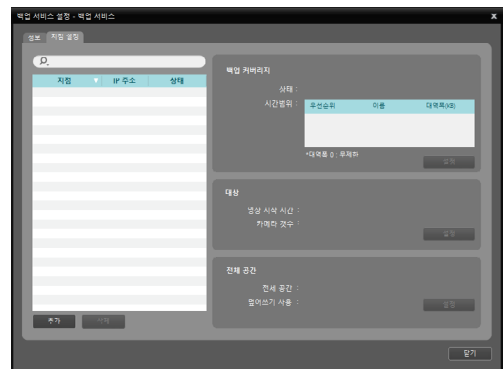 백업 서비스 설정 - 백업 서비스
x
정보 지점 설정
지점 IP 주소 상태
추가 삭제
백업 커버리지
상태 :
시간범위 :
우선순위 이름 대역폭(KB)
*대역폭 0 : 무제한
설정
대상
영상 시작 시간 :
카메라 갯수 :
설정
전체 공간
전체 공간 :
덮어쓰기 사용 :
설정
닫기